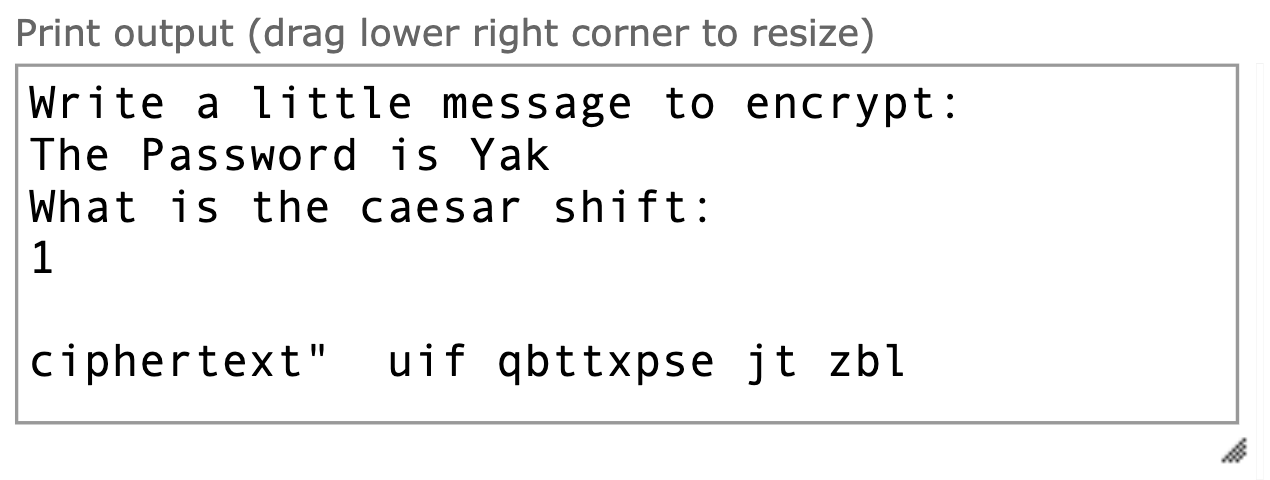 Print output (drag lower right corner to resize)
Write a little message to encrypt:
The Password is Yak
What is the caesar shift:
1
ciphertext"  uif qbttxpse jt zbl